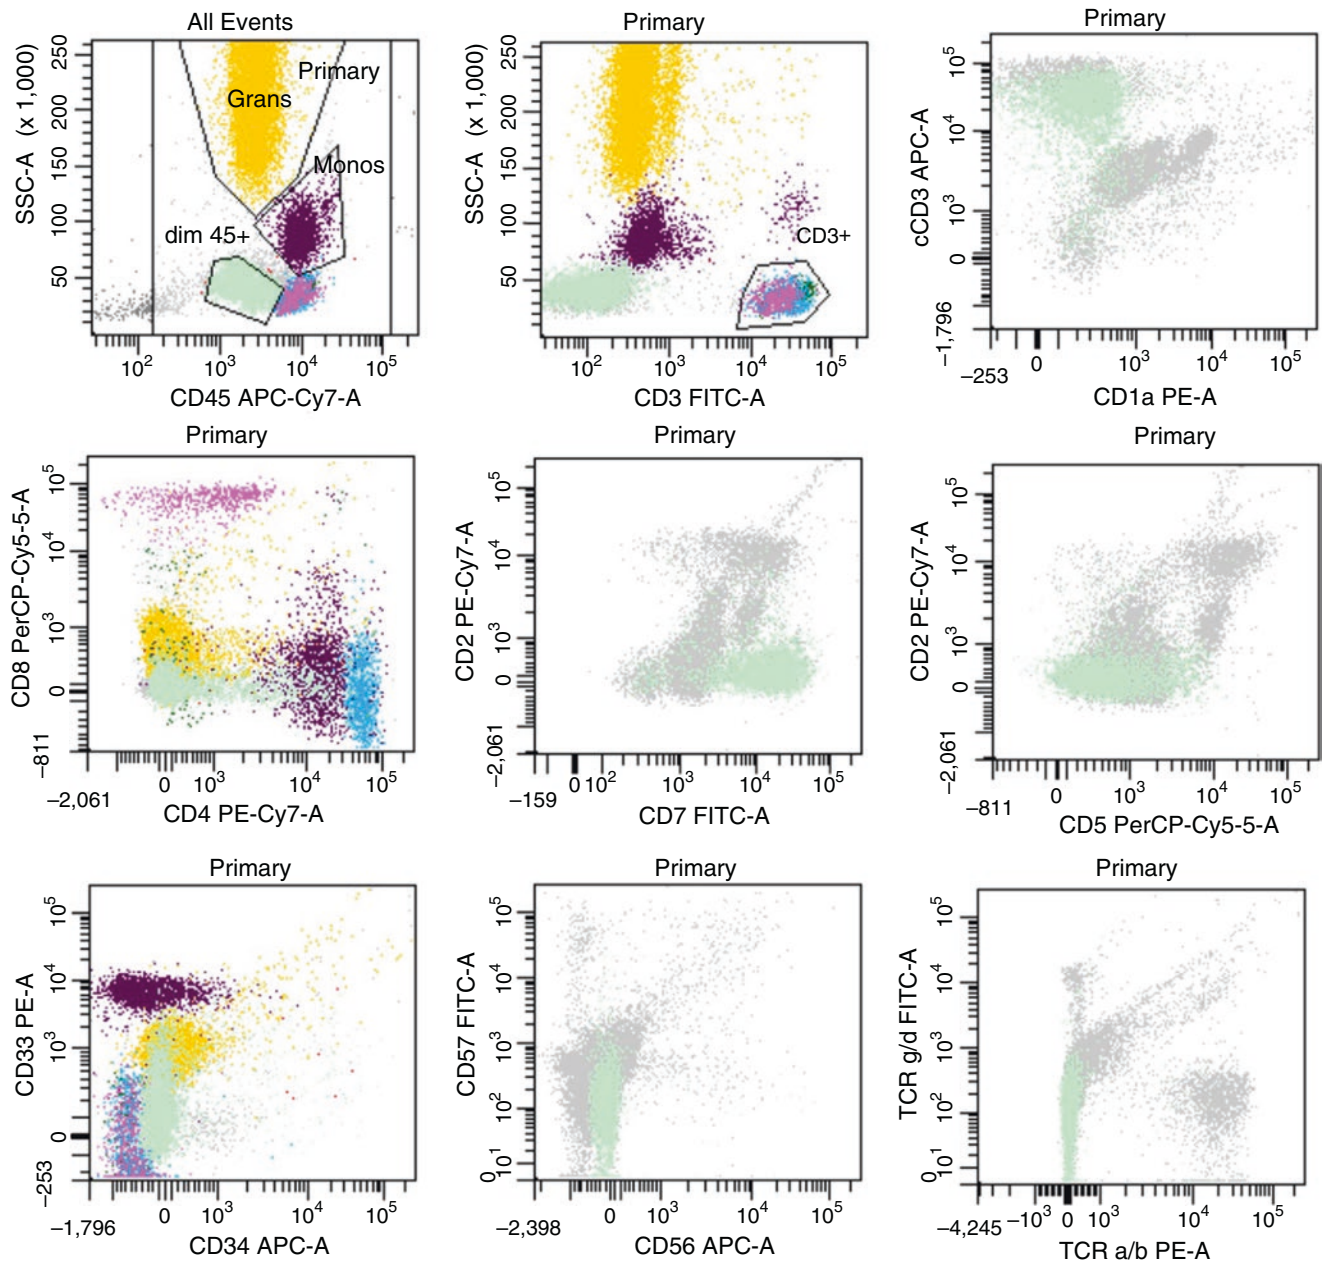 All Events
Primary
Primary
SSC-A (x 1,000)
250
200
150
100
50
Grans
Primary
Monos
dim 45+
10^2
10^3
10^4
10^5
CD45 APC-Cy7-A
SSC-A (x 1,000)
250
200
150
100
50
CD3+
10^2
10^3
10^4
10^5
CD3 FITC-A
cCD3 APC-A
10^5
10^4
10^3
0
−1,796
−253
0
10^3
10^4
10^5
CD1a PE-A
Primary
Primary
Primary
CD8 PerCP-Cy5-5-A
10^5
10^4
10^3
0
−811
−2,061
0
10^3
10^4
10^5
CD4 PE-Cy7-A
CD2 PE-Cy7-A
10^5
10^4
10^3
0
−2,061
−159
0
10^2
10^3
10^4
10^5
CD7 FITC-A
CD2 PE-Cy7-A
10^5
10^4
10^3
0
−2,061
−811
0
10^3
10^4
10^5
CD5 PerCP-Cy5-5-A
Primary
Primary
Primary
CD33 PE-A
10^5
10^4
10^3
0
−253
−1,796
0
10^3
10^4
10^5
CD34 APC-A
CD57 FITC-A
10^5
10^4
10^3
10^2
10^1
0
−2,398
0
10^3
10^4
10^5
CD56 APC-A
TCR g/d FITC-A
10^5
10^4
10^3
10^2
10^1
0
−4,245
−10^3
0
10^3
10^4
10^5
TCR a/b PE-A